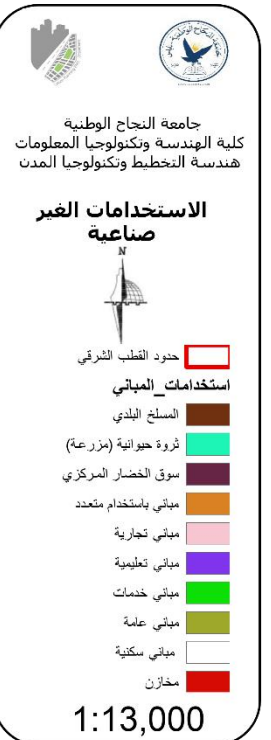 جامعة النجاح الوطنية
كلية الهندسة وتكنولوجيا المعلومات
هندسة التخطيط وتكنولوجيا المدن
الاستخدامات الغير
صناعية
N
حدود القطب الشرقي
استخدامات_المباني
المسلخ البلدي
ثروة حيوانية (مزرعة)
سوق الخضار المركزي
مباني باستخدام متعدد
مباني تجارية
مباني تعليمية
مباني خدمات
مباني عامة
مباني سكنية
مخازن
1:13,000